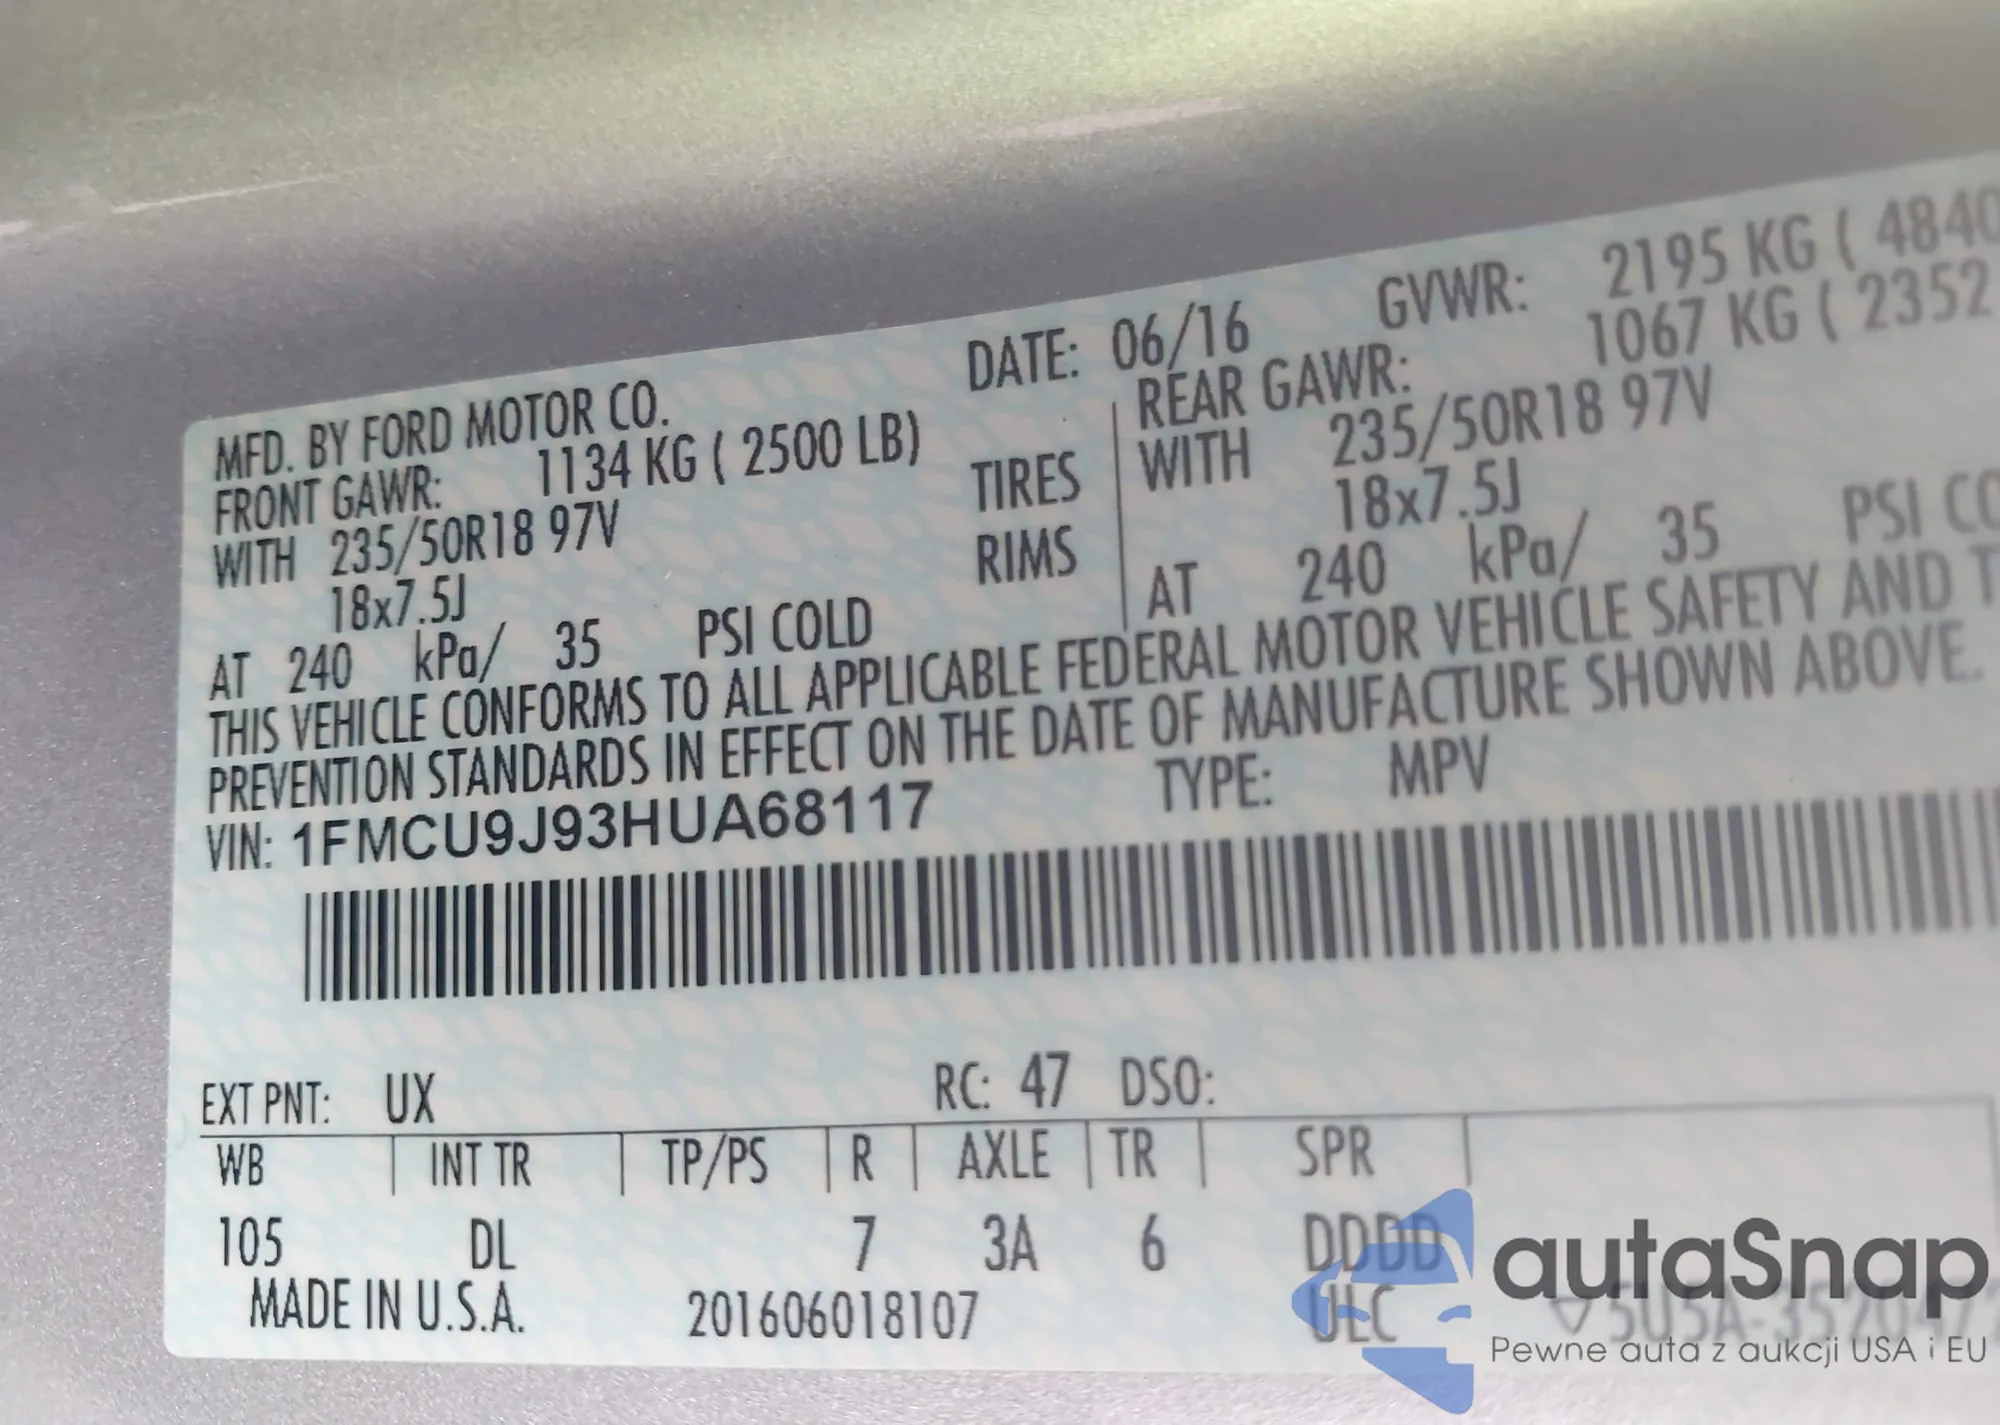 MFD. BY FORD MOTOR CO. DATE: 06/16 GVWR: 2195 KG ( 4840
FRONT GAWR: 1134 KG ( 2500 LB) REAR GAWR: 1067 KG ( 2352
WITH 235/50R18 97V TIRES WITH 235/50R18 97V
18x7.5J RIMS 18x7.5J
AT 240 kPa/ 35 PSI COLD AT 240 kPa/ 35 PSI CO
THIS VEHICLE CONFORMS TO ALL APPLICABLE FEDERAL MOTOR VEHICLE SAFETY AND T
PREVENTION STANDARDS IN EFFECT ON THE DATE OF MANUFACTURE SHOWN ABOVE.
VIN: 1FMCU9J93HUA68117 TYPE: MPV
EXT PNT: UX RC: 47 DSO:
WB INT TR TP/PS R AXLE TR SPR
105 DL 7 3A 6 DDDD
MADE IN U.S.A. 201606018107 ULC
autaSnap
Pewne auta z aukcji USA i EU